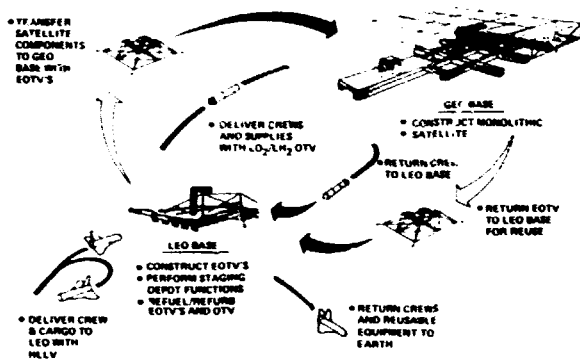 • TRANSFER
SATELLITE
COMPONENTS
TO GEO
BASE WITH
EOTV'S
GEO BASE
• CONSTRUCT MONOLITHIC
• SATELLITE
• DELIVER CREWS
AND SUPPLIES
WITH LO2/LH2 OTV
• RETURN CREW
TO LEO BASE
• RETURN EOTV
TO LEO BASE
FOR REUSE
LEO BASE
• CONSTRUCT EOTV'S
• PERFORM STAGING
DEPOT FUNCTIONS
• REFUEL/REFURB
EOTV'S AND OTV
• DELIVER CREW
& CARGO TO
LEO WITH
HLLV
• RETURN CREWS
AND REUSABLE
EQUIPMENT TO
EARTH